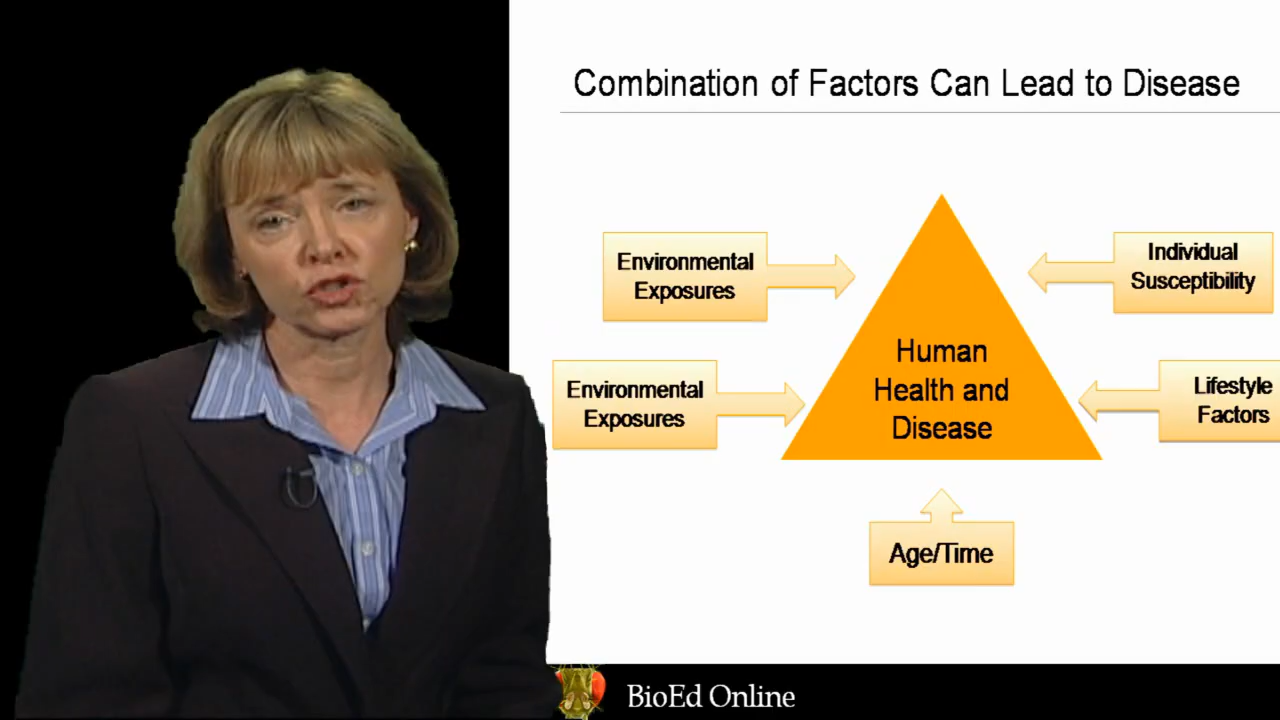 Combination of Factors Can Lead to Disease
Environmental
Exposures
Individual
Susceptibility
Human
Health and
Disease
Environmental
Exposures
Lifestyle
Factors
Age/Time
BioEd Online